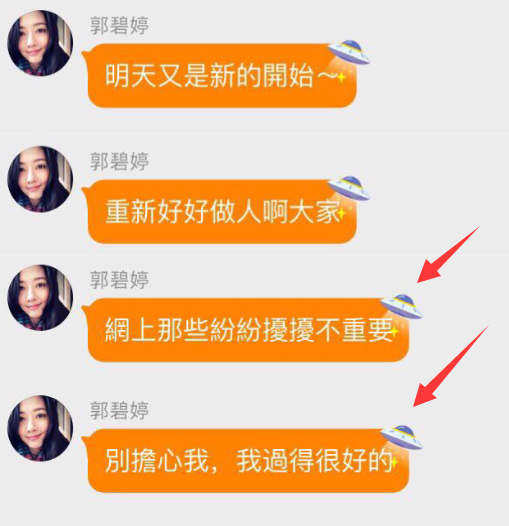 郭碧婷
明天又是新的開始~
郭碧婷
重新好好做人啊大家
郭碧婷
網上那些紛紛擾擾不重要
郭碧婷
別擔心我，我過得很好的